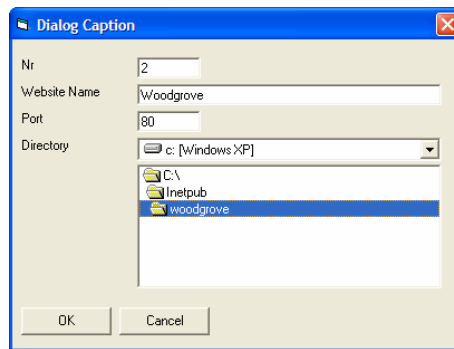 Dialog Caption
Nr 2
Website Name Woodgrove
Port 80
Directory c: [Windows XP]
C:\
Inetpub
woodgrove
OK Cancel